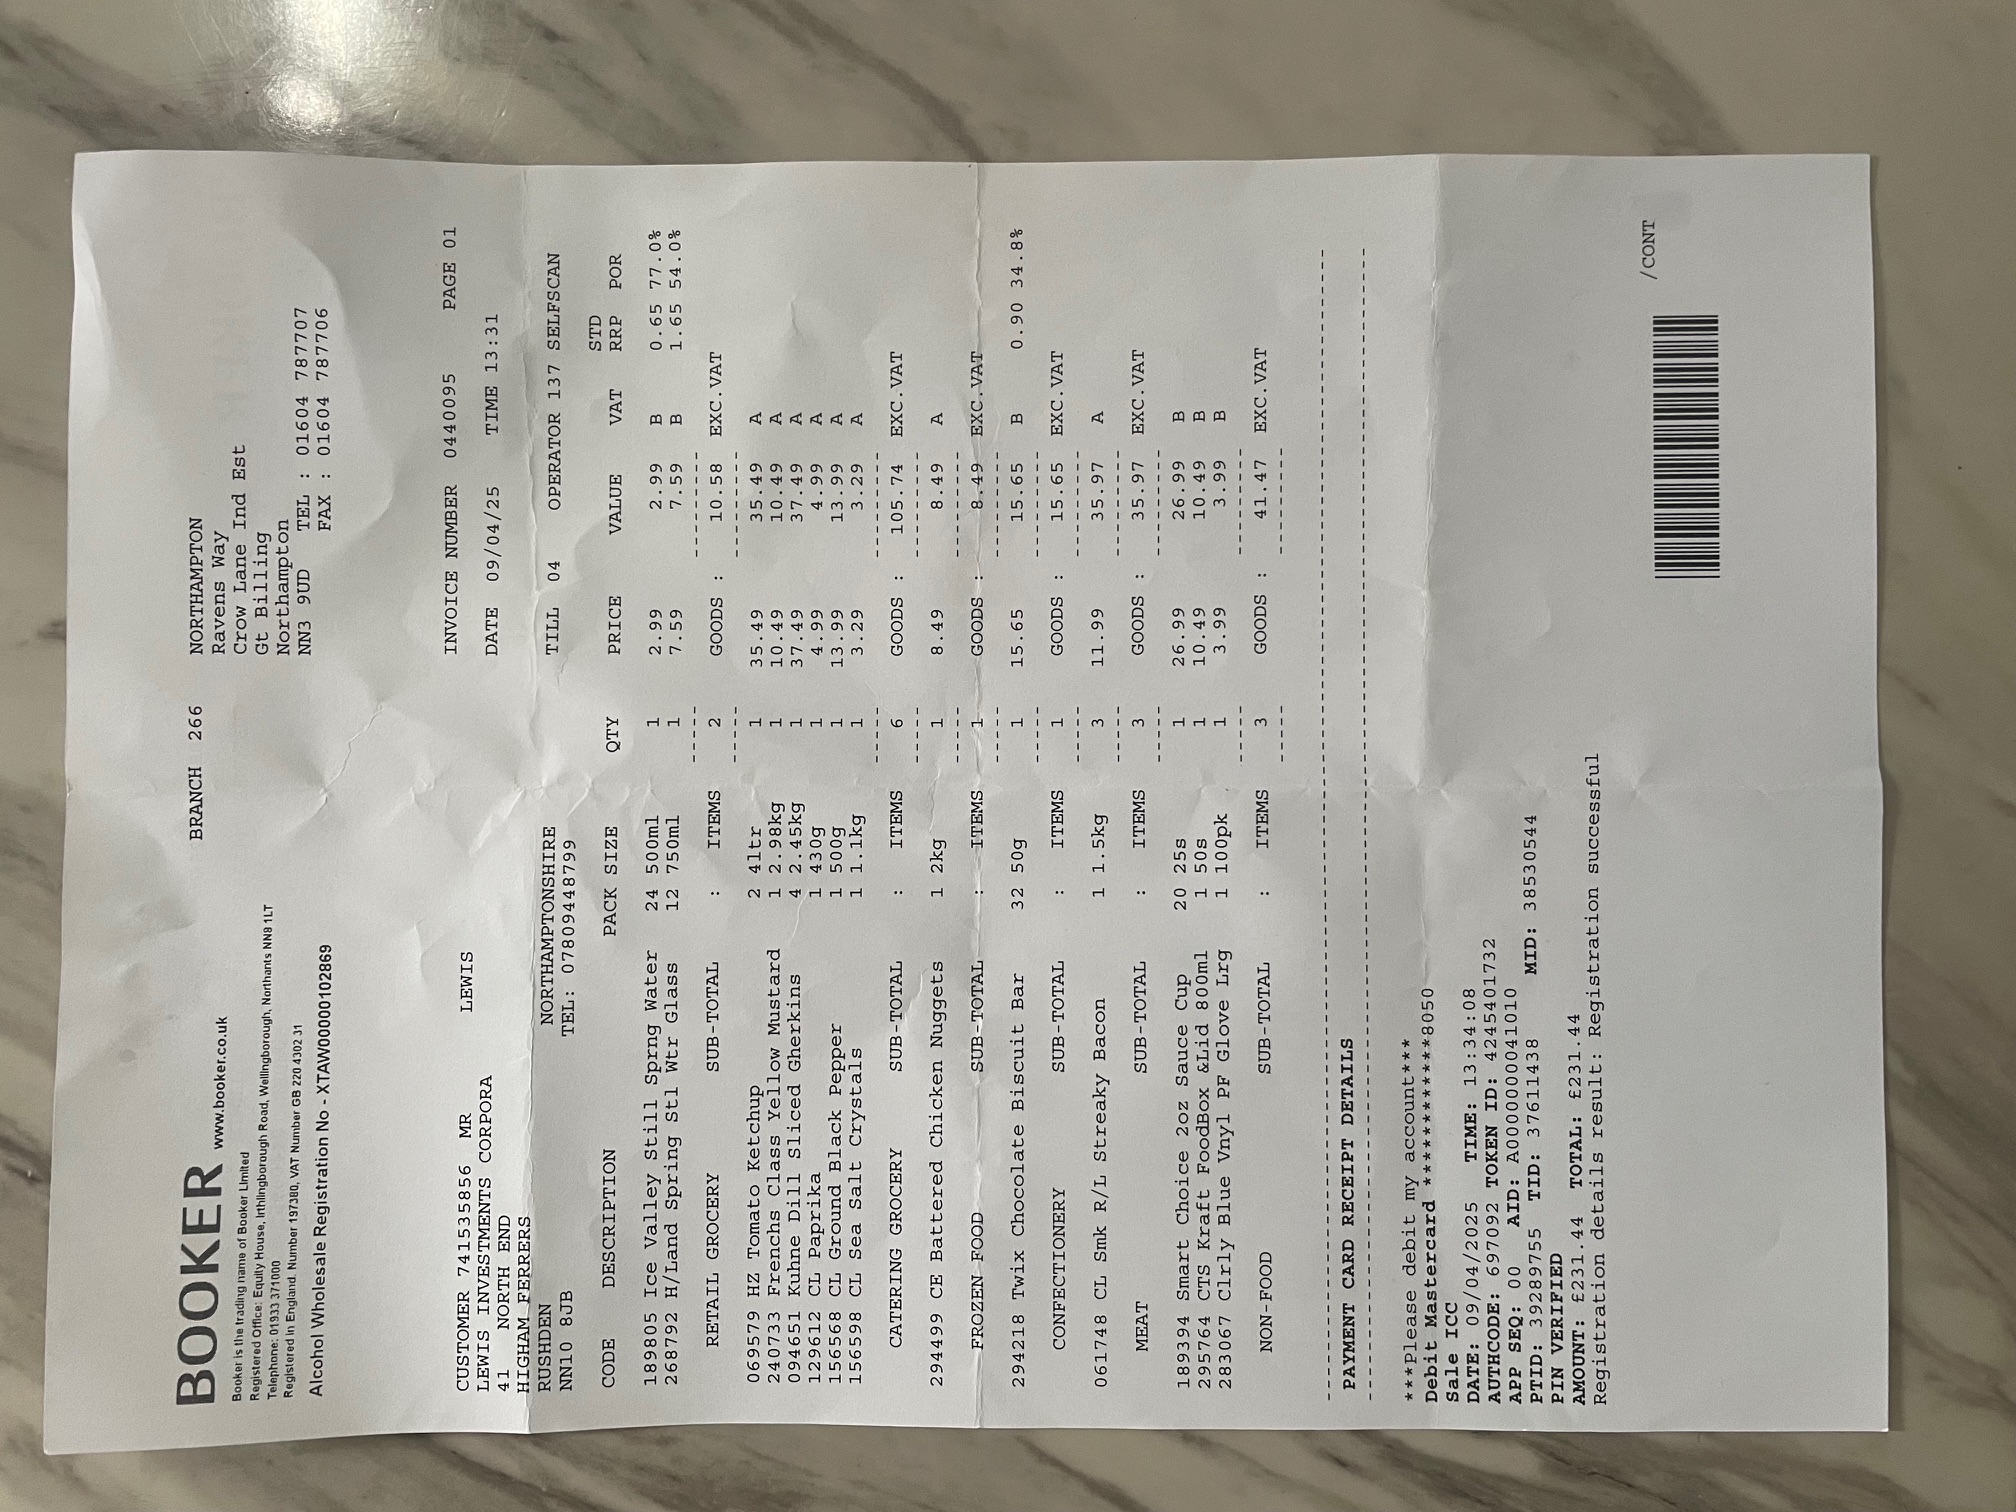 BOOKER www.booker.co.uk
Booker is the trading name of Booker Limited
Registered Office: Equity House, Irthlingborough Road, Wellingborough, Northants NN8 1LT
Telephone: 01933 371000
Registered in England. Number 197380, VAT Number GB 220 4302 31
Alcohol Wholesale Registration No - XTAW00000102869
BRANCH 266
NORTHAMPTON
Ravens Way
Crow Lane Ind Est
Gt Billing
Northampton
NN3 9UD TEL : 01604 787707
FAX : 01604 787706
CUSTOMER 741535856 MR LEWIS
LEWIS INVESTMENTS CORPORA
41 NORTH END
HIGHAM FERRERS
RUSHDEN NORTHAMPTONSHIRE
NN10 8JB TEL: 07809448799
INVOICE NUMBER 0440095 PAGE 01
DATE 09/04/25 TIME 13:31
TILL 04 OPERATOR 137 SELFSCAN
STD
CODE DESCRIPTION PACK SIZE QTY PRICE VALUE VAT RRP POR
189805 Ice Valley Still Sprng Water 24 500ml 1 2.99 2.99 B 0.65 77.0%
268792 H/Land Spring Stl Wtr Glass 12 750ml 1 7.59 7.59 B 1.65 54.0%
----- ---------
RETAIL GROCERY SUB-TOTAL : ITEMS 2 GOODS : 10.58 EXC.VAT
----- ---------
069579 HZ Tomato Ketchup 2 4ltr 1 35.49 35.49 A
240733 Frenchs Class Yellow Mustard 1 2.98kg 1 10.49 10.49 A
094651 Kuhne Dill Sliced Gherkins 4 2.45kg 1 37.49 37.49 A
129612 CL Paprika 1 430g 1 4.99 4.99 A
156568 CL Ground Black Pepper 1 500g 1 13.99 13.99 A
156598 CL Sea Salt Crystals 1 1.1kg 1 3.29 3.29 A
----- ---------
CATERING GROCERY SUB-TOTAL : ITEMS 6 GOODS : 105.74 EXC.VAT
----- ---------
294499 CE Battered Chicken Nuggets 1 2kg 1 8.49 8.49 A
----- ---------
FROZEN FOOD SUB-TOTAL : ITEMS 1 GOODS : 8.49 EXC.VAT
----- ---------
294218 Twix Chocolate Biscuit Bar 32 50g 1 15.65 15.65 B 0.90 34.8%
----- ---------
CONFECTIONERY SUB-TOTAL : ITEMS 1 GOODS : 15.65 EXC.VAT
----- ---------
061748 CL Smk R/L Streaky Bacon 1 1.5kg 3 11.99 35.97 A
----- ---------
MEAT SUB-TOTAL : ITEMS 3 GOODS : 35.97 EXC.VAT
----- ---------
189394 Smart Choice 2oz Sauce Cup 20 25s 1 26.99 26.99 B
295764 CTS Kraft FoodBox &Lid 800ml 1 50s 1 10.49 10.49 B
283067 Clrly Blue Vnyl PF Glove Lrg 1 100pk 1 3.99 3.99 B
----- ---------
NON-FOOD SUB-TOTAL : ITEMS 3 GOODS : 41.47 EXC.VAT
----- ---------
PAYMENT CARD RECEIPT DETAILS
***Please debit my account***
Debit Mastercard ************8050
Sale ICC
DATE: 09/04/2025 TIME: 13:34:08
AUTHCODE: 697092 TOKEN ID: 4245401732
APP SEQ: 00 AID: A0000000041010
PTID: 39289755 TID: 37611438 MID: 38530544
PIN VERIFIED
AMOUNT: £231.44 TOTAL: £231.44
Registration details result: Registration successful
/CONT